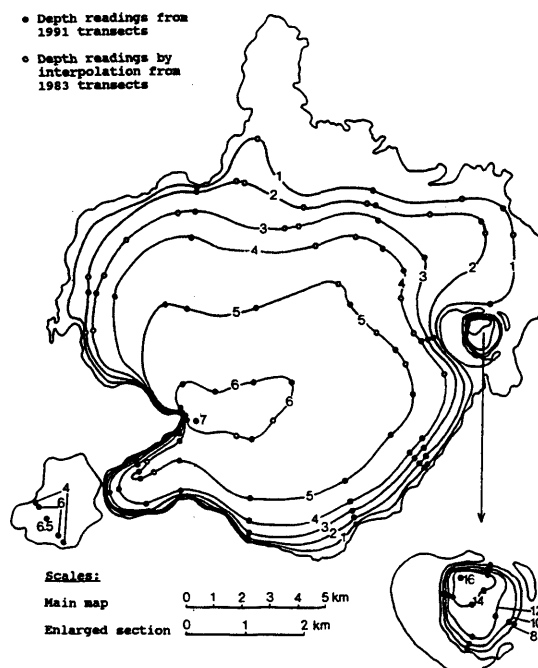 • Depth readings from
1991 transects
○ Depth readings by
interpolation from
1983 transects
1
2
3
4
3
4
2
1
5
5
6
6
7
4
6
6.5
5
4
3
2
1
16
14
12
10
8
Scales:
Main map
0 1 2 3 4 5 km
Enlarged section
0 1 2 km